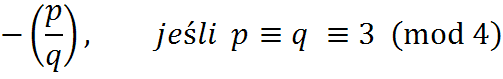 −(p/q), jeśli p ≡ q ≡ 3 (mod 4)